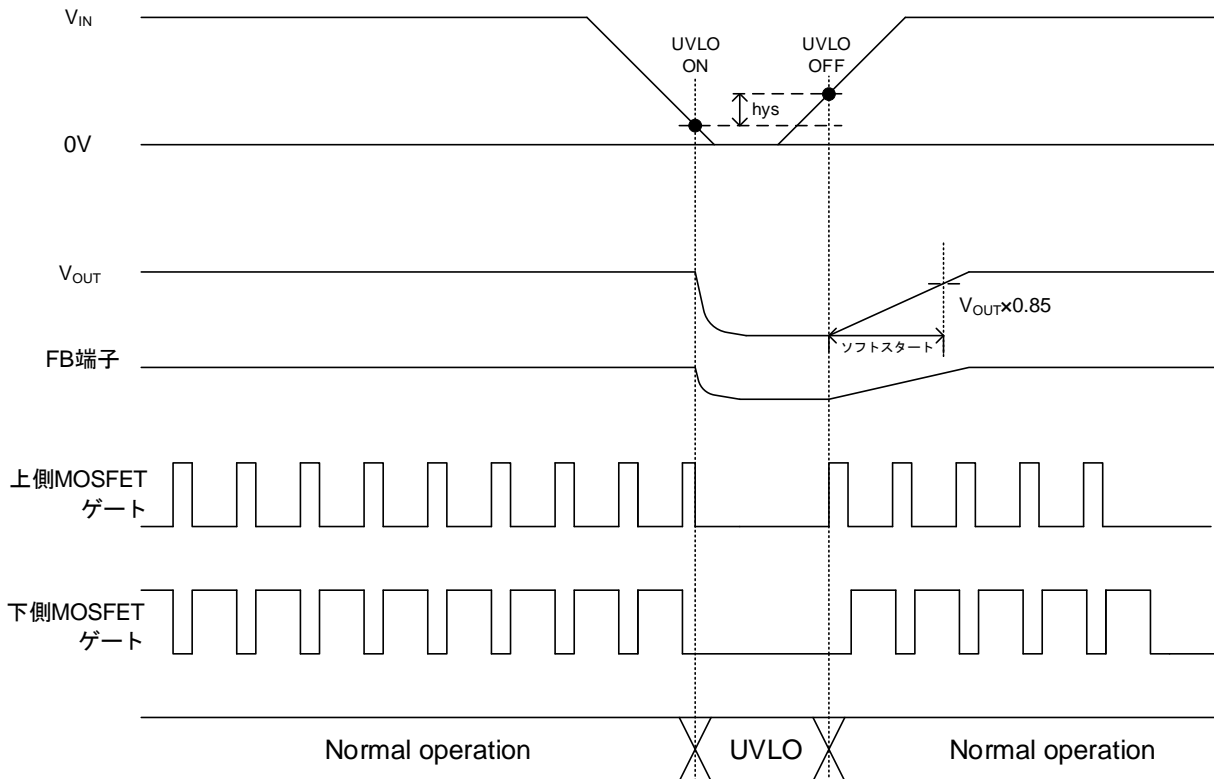 VIN
UVLO
ON
UVLO
OFF
hys
0V
VOUT
VOUT×0.85
ソフトスタート
FB端子
上側MOSFET
ゲート
下側MOSFET
ゲート
Normal operation
UVLO
Normal operation